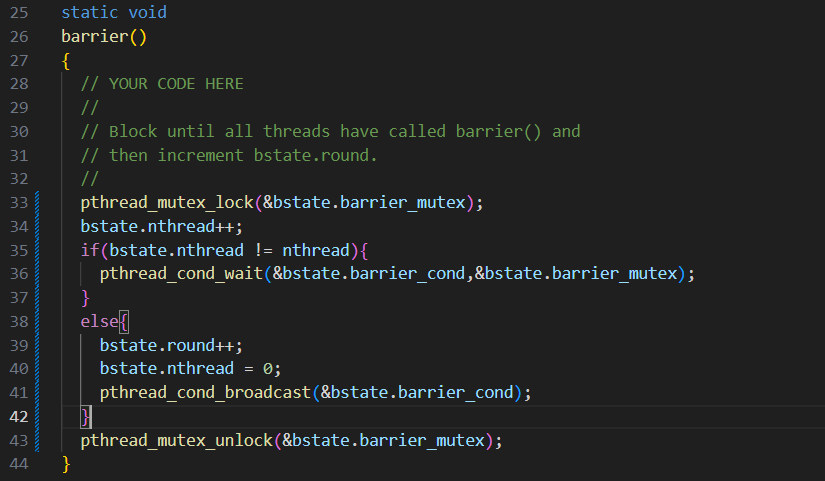 25 static void
26 barrier()
27 {
28 // YOUR CODE HERE
29 //
30 // Block until all threads have called barrier() and
31 // then increment bstate.round.
32 //
33 pthread_mutex_lock(&bstate.barrier_mutex);
34 bstate.nthread++;
35 if(bstate.nthread != nthread){
36 pthread_cond_wait(&bstate.barrier_cond,&bstate.barrier_mutex);
37 }
38 else{
39 bstate.round++;
40 bstate.nthread = 0;
41 pthread_cond_broadcast(&bstate.barrier_cond);
42 }
43 pthread_mutex_unlock(&bstate.barrier_mutex);
44 }